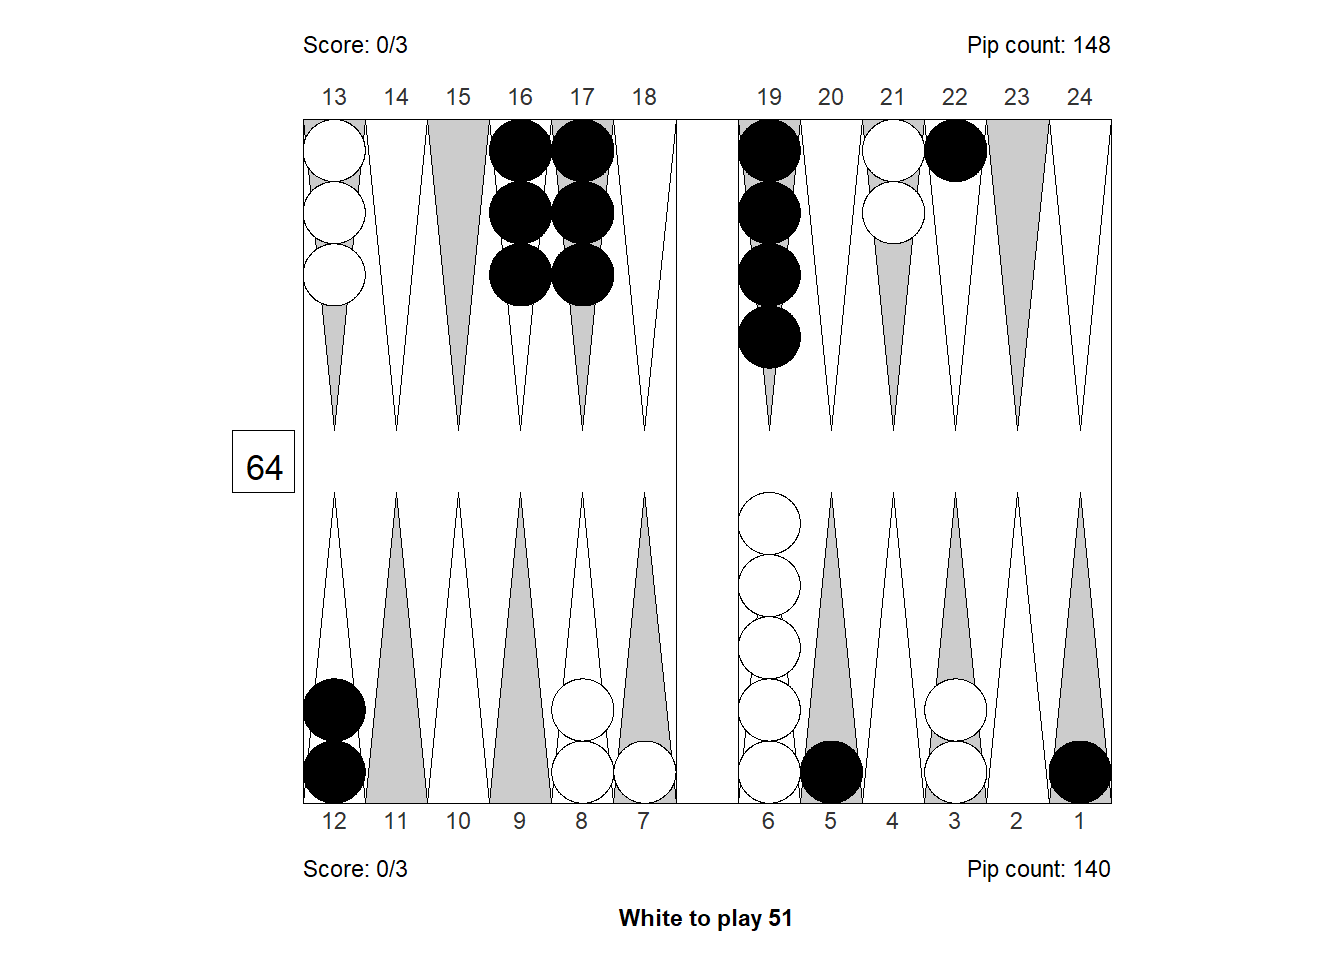 Score: 0/3 Pip count: 148
13 14 15 16 17 18 19 20 21 22 23 24
64
12 11 10 9 8 7 6 5 4 3 2 1
Score: 0/3 Pip count: 140
White to play 51